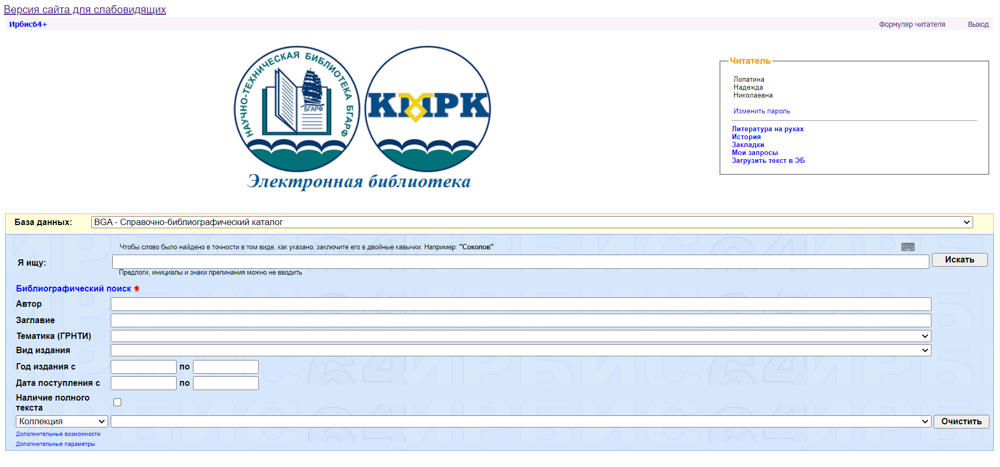 Версия сайта для слабовидящих
Ирбис64+
Формуляр читателя
Выход
НАУЧНО-ТЕХНИЧЕСКАЯ БИБЛИОТЕКА БГАРФ
БГАРФ
КМРК
Электронная библиотека
Читатель
Лопатина
Надежда
Николаевна
Изменить пароль
Литература на руках
История
Закладки
Мои запросы
Загрузить текст в ЭБ
База данных:
BGA - Справочно-библиографический каталог
Чтобы слово было найдено в точности в том виде, как указано, заключите его в двойные кавычки. Например: "Соколов"
Я ищу:
Искать
Предлоги, инициалы и знаки препинания можно не вводить
Библиографический поиск
Автор
Заглавие
Тематика (ГРНТИ)
Вид издания
Год издания с
по
Дата поступления с
по
Наличие полного
текста
Коллекция
Очистить
Дополнительные возможности
Дополнительные параметры